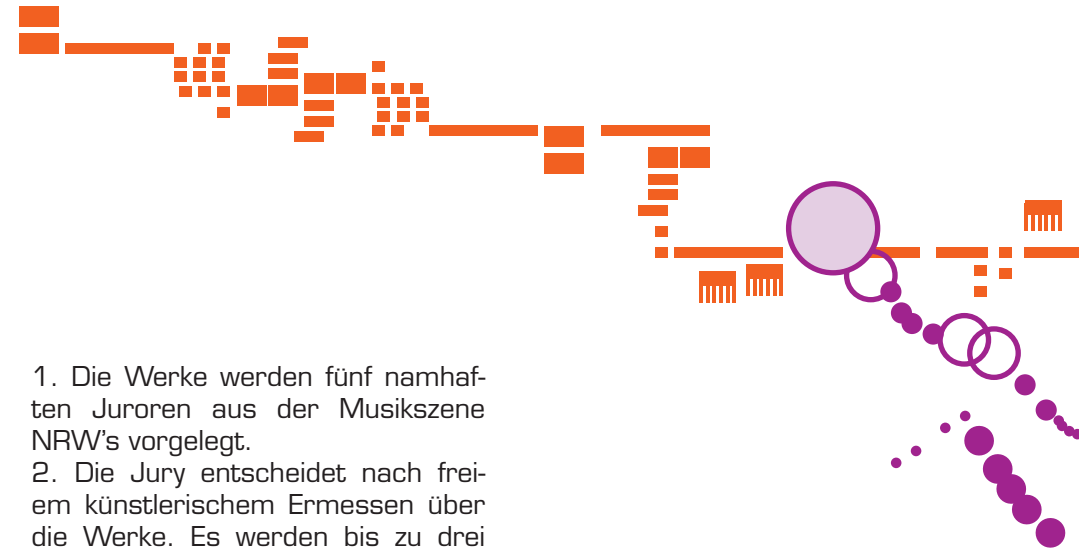 1. Die Werke werden fünf namhaf-
ten Juroren aus der Musikszene
NRW's vorgelegt.
2. Die Jury entscheidet nach frei-
em künstlerischem Ermessen über
die Werke. Es werden bis zu drei